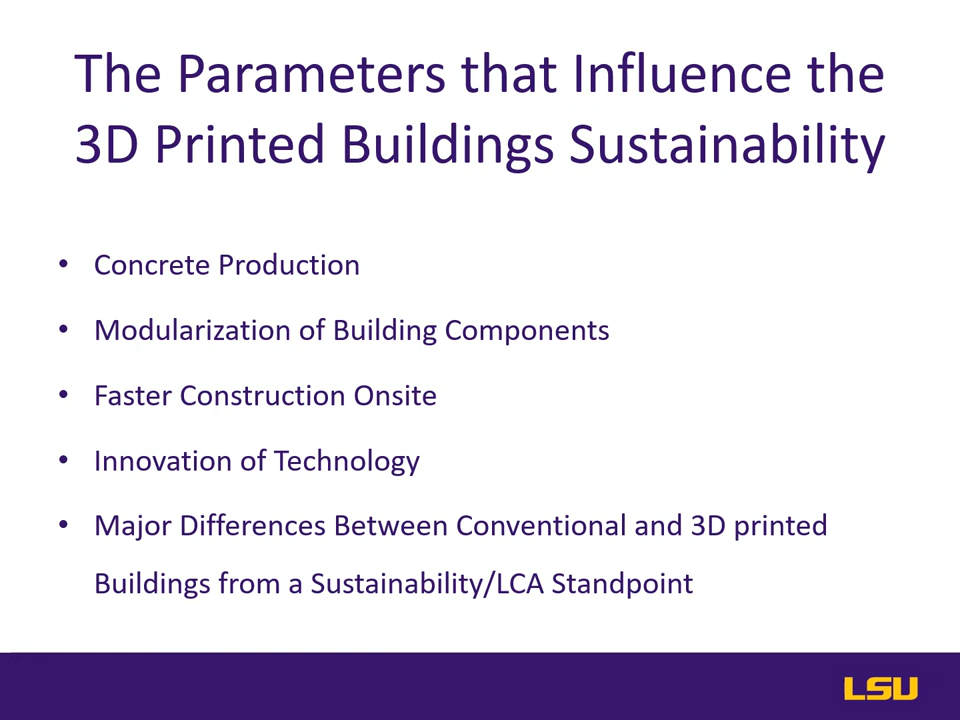 The Parameters that Influence the
3D Printed Buildings Sustainability
• Concrete Production
• Modularization of Building Components
• Faster Construction Onsite
• Innovation of Technology
• Major Differences Between Conventional and 3D printed
Buildings from a Sustainability/LCA Standpoint
LSU